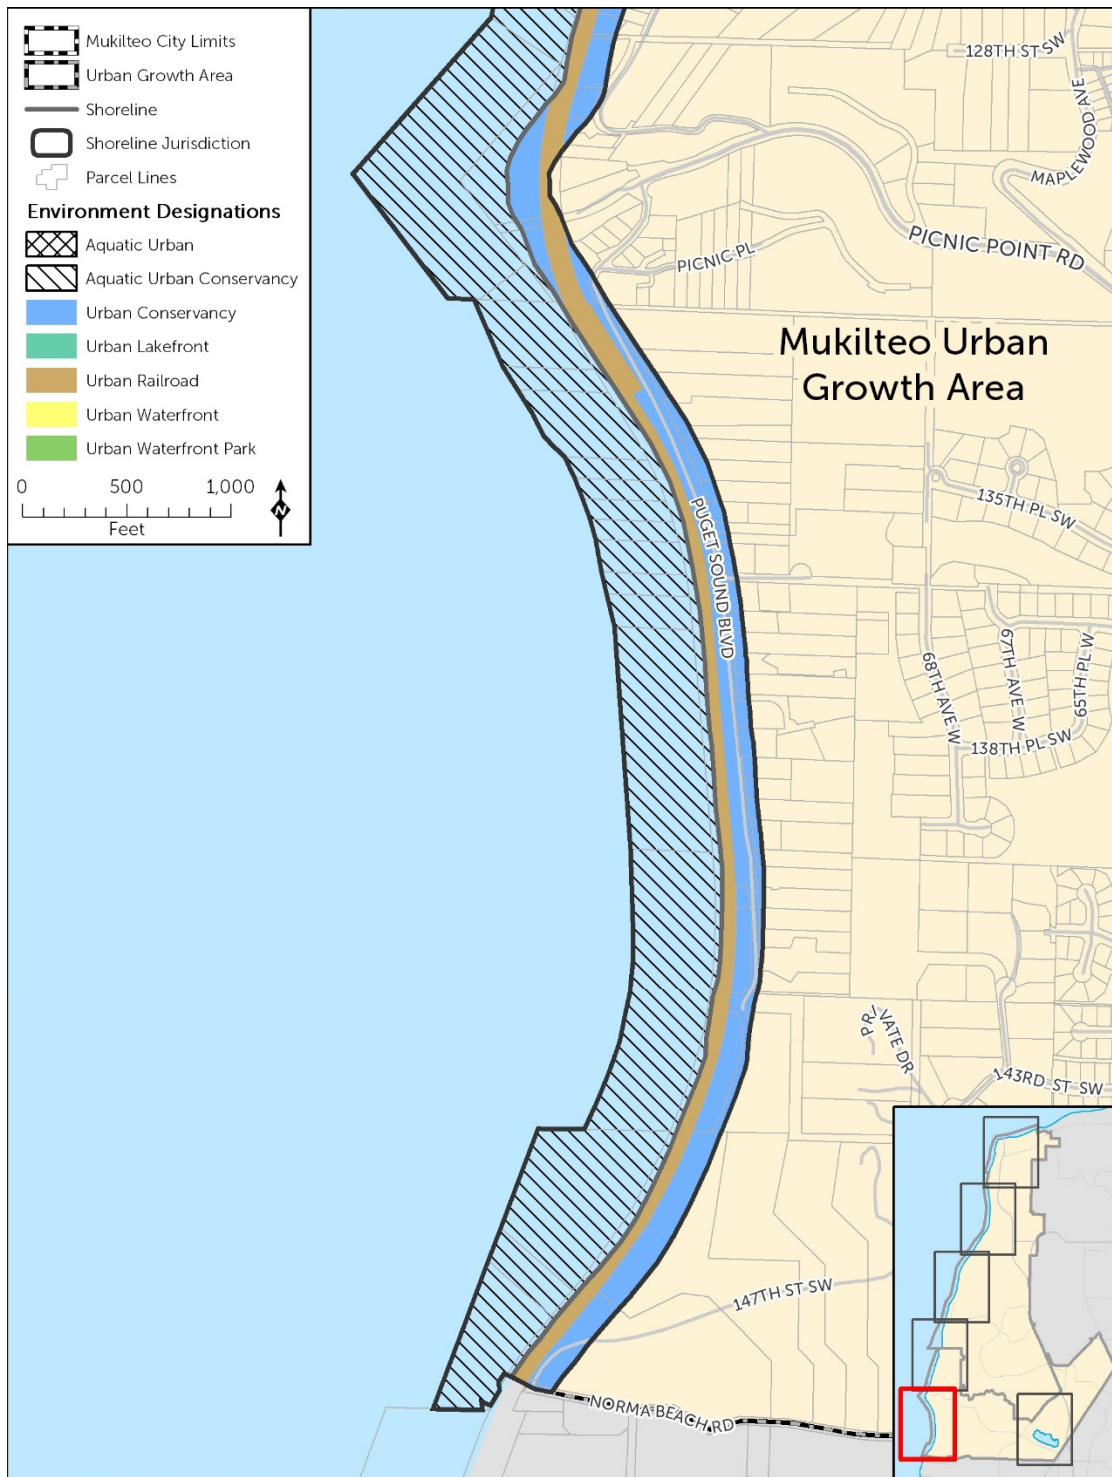 Mukilteo City Limits
Urban Growth Area
Shoreline
Shoreline Jurisdiction
Parcel Lines
Environment Designations
Aquatic Urban
Aquatic Urban Conservancy
Urban Conservancy
Urban Lakefront
Urban Railroad
Urban Waterfront
Urban Waterfront Park
0 500 1,000
Feet
N
128TH ST SW
MAPLEWOOD AVE
PICNIC POINT RD
PICNIC PL
Mukilteo Urban
Growth Area
135TH PL SW
PUGET SOUND BLVD
68TH AVE W
67TH AVE W
65TH PL W
138TH PL SW
PRIVATE DR
143RD ST SW
147TH ST SW
NORMA BEACH RD